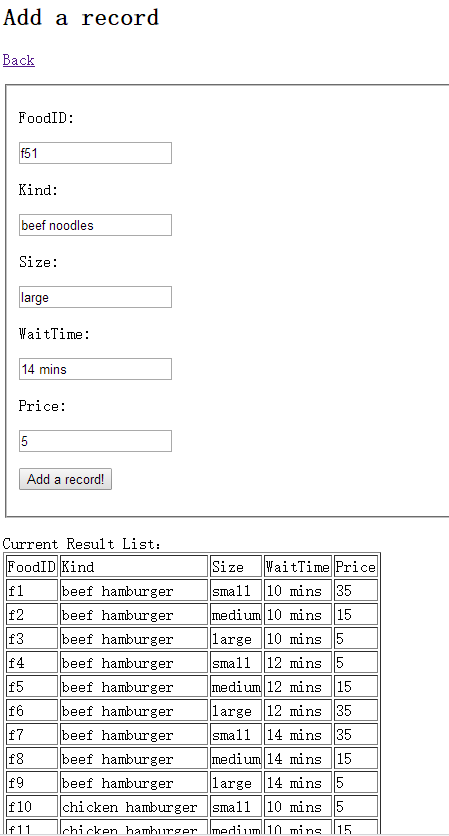 Add a record
Back
FoodID:
f51
Kind:
beef noodles
Size:
large
WaitTime:
14 mins
Price:
5
Add a record!
Current Result List:
FoodID Kind Size WaitTime Price
f1 beef hamburger small 10 mins 35
f2 beef hamburger medium 10 mins 15
f3 beef hamburger large 10 mins 5
f4 beef hamburger small 12 mins 5
f5 beef hamburger medium 12 mins 15
f6 beef hamburger large 12 mins 35
f7 beef hamburger small 14 mins 35
f8 beef hamburger medium 14 mins 15
f9 beef hamburger large 14 mins 5
f10 chicken hamburger small 10 mins 5
f11 chicken hamburger medium 10 mins 15